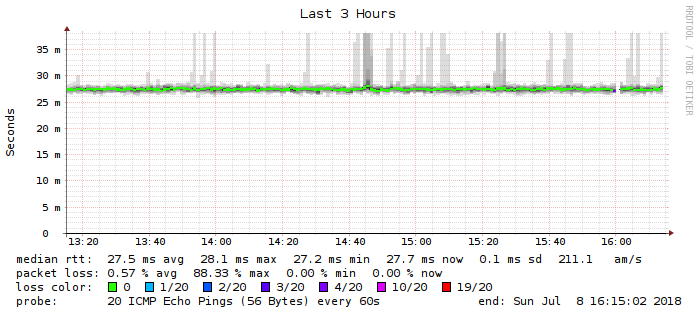 Last 3 Hours
RRDTOOL / TOBI OETIKER
Seconds
35 m
30 m
25 m
20 m
15 m
10 m
5 m
0
13:20 13:40 14:00 14:20 14:40 15:00 15:20 15:40 16:00
median rtt: 27.5 ms avg 28.1 ms max 27.2 ms min 27.7 ms now 0.1 ms sd 211.1 am/s
packet loss: 0.57 % avg 88.33 % max 0.00 % min 0.00 % now
loss color: 0 1/20 2/20 3/20 4/20 10/20 19/20
probe: 20 ICMP Echo Pings (56 Bytes) every 60s end: Sun Jul 8 16:15:02 2018